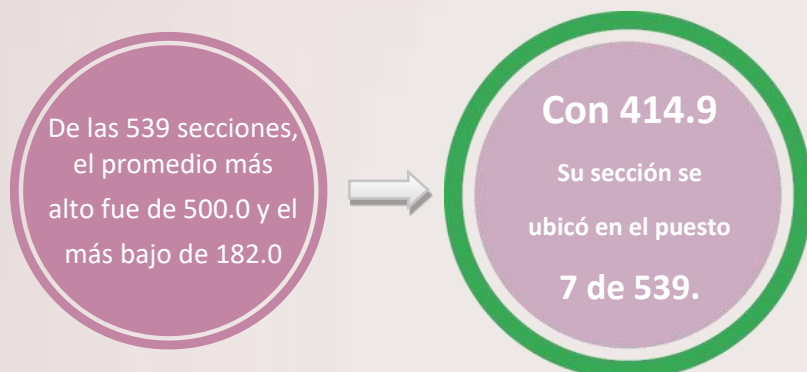 De las 539 secciones,
el promedio más
alto fue de 500.0 y el
más bajo de 182.0
Con 414.9
Su sección se
ubicó en el puesto
7 de 539.